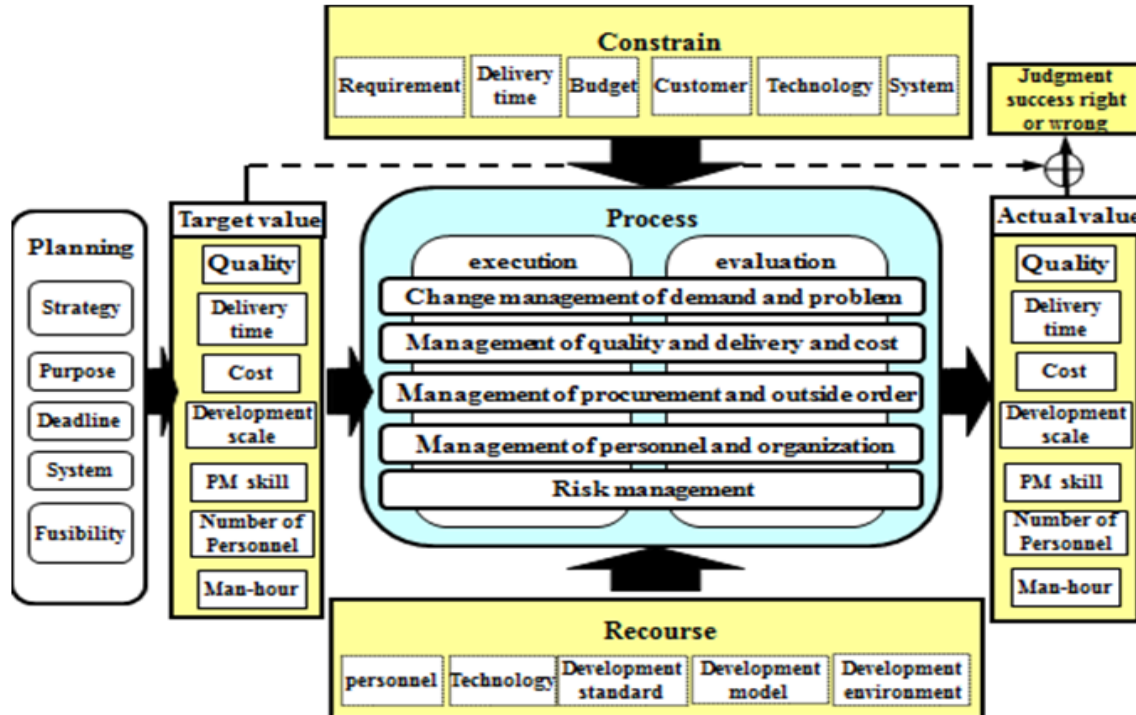 Constrain
Requirement
Delivery
time
Budget
Customer
Technology
System
Judgment
success right
or wrong
Planning
Strategy
Purpose
Deadline
System
Fusibility
Target value
Quality
Delivery
time
Cost
Development
scale
PM skill
Number of
Personnel
Man-hour
Process
execution
evaluation
Change management of demand and problem
Management of quality and delivery and cost
Management of procurement and outside order
Management of personnel and organization
Risk management
Actual value
Quality
Delivery
time
Cost
Development
scale
PM skill
Number of
Personnel
Man-hour
Recourse
personnel
Technology
Development
standard
Development
model
Development
environment